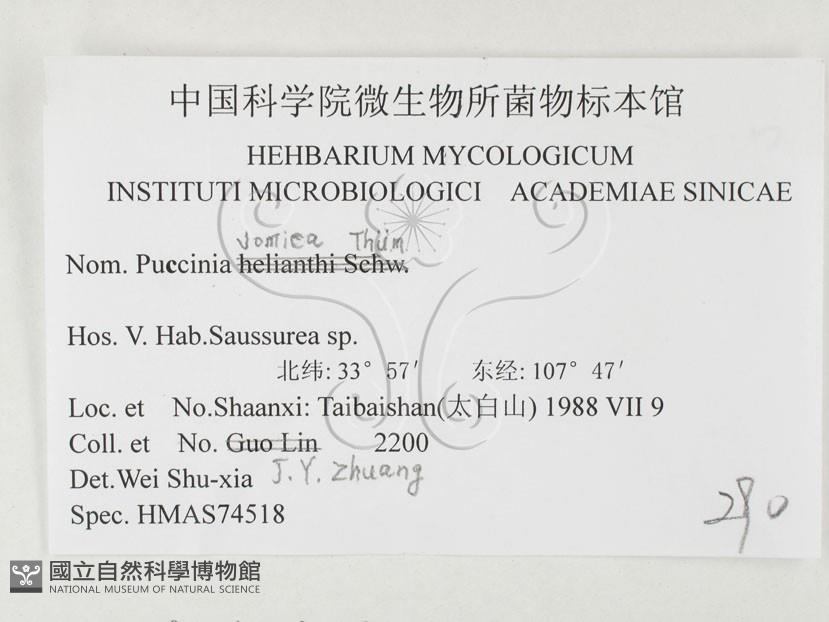 中国科学院微生物所菌物标本馆
HEHBARIUM MYCOLOGICUM
INSTITUTI MICROBIOLOGICI ACADEMIAE SINICAE
Jomiea Thüm
Nom. Puccinia helianthi Schw.
Hos. V. Hab.Saussurea sp.
北纬: 33° 57′ 东经: 107° 47′
Loc. et No.Shaanxi: Taibaishan(太白山) 1988 VII 9
Coll. et No. Guo Lin 2200
Det.Wei Shu-xia J.Y. Zhuang
Spec. HMAS74518
290
國立自然科學博物館
NATIONAL MUSEUM OF NATURAL SCIENCE